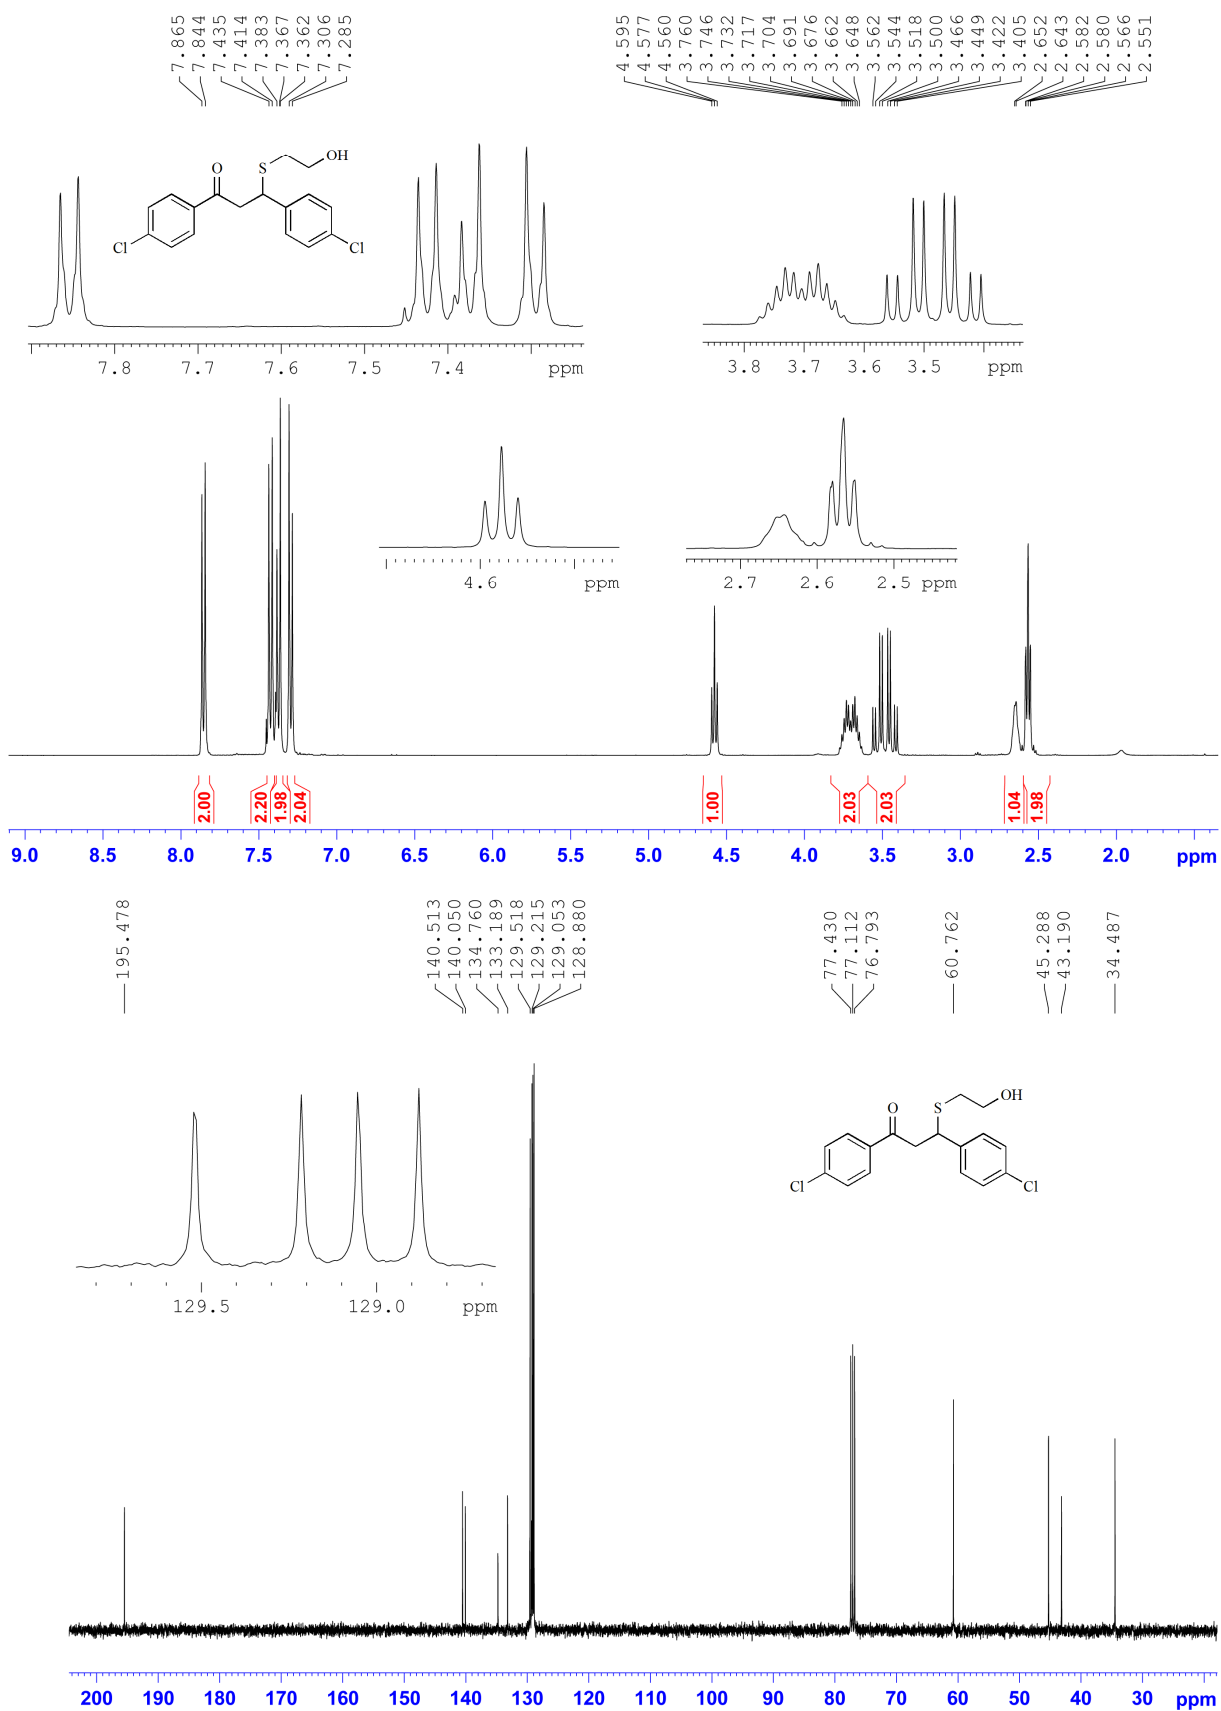 7.865 7.844 7.435 7.414 7.383 7.367 7.362 7.306 7.285
4.595 4.577 4.560 3.760 3.746 3.732 3.717 3.704 3.691 3.676 3.662 3.648 3.562 3.544 3.518 3.500 3.466 3.449 3.422 3.405 2.652 2.643 2.582 2.580 2.566 2.551
O S OH
Cl Cl
7.8 7.7 7.6 7.5 7.4 ppm
3.8 3.7 3.6 3.5 ppm
4.6 ppm
2.7 2.6 2.5 ppm
2.00 2.20 1.98 2.04 1.00 2.03 2.03 1.04 1.98
9.0 8.5 8.0 7.5 7.0 6.5 6.0 5.5 5.0 4.5 4.0 3.5 3.0 2.5 2.0 ppm
195.478
140.513 140.050 134.760 133.189 129.518 129.215 129.053 128.880
77.430 77.112 76.793
60.762
45.288 43.190
34.487
O S OH
Cl Cl
129.5 129.0 ppm
200 190 180 170 160 150 140 130 120 110 100 90 80 70 60 50 40 30 ppm